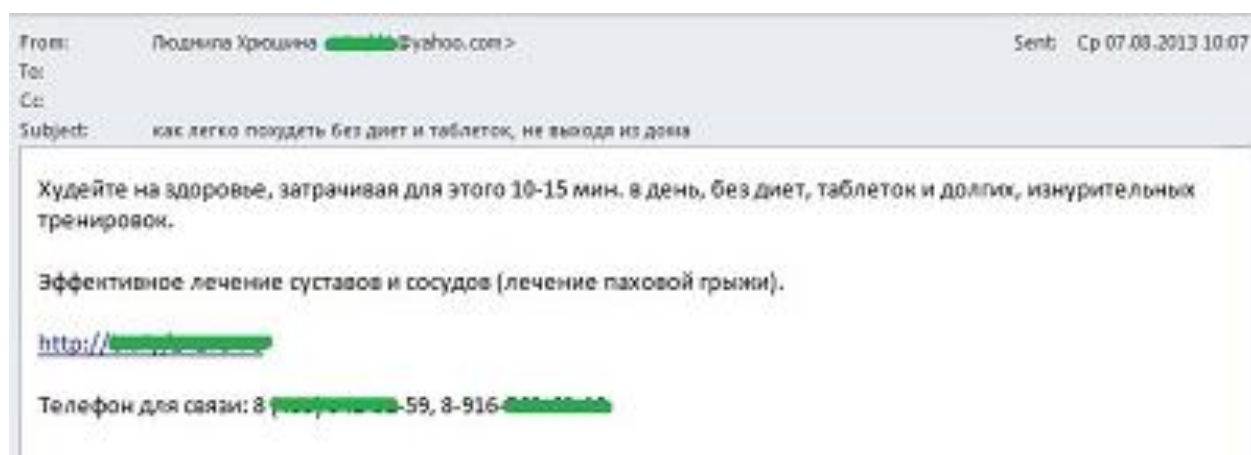 From: Людмила Хрюшина @yahoo.com> Sent: Ср 07.08.2013 10:07
To:
Cc:
Subject: как легко похудеть без диет и таблеток, не выходя из дома
Худейте на здоровье, затрачивая для этого 10-15 мин. в день, без диет, таблеток и долгих, изнурительных
тренировок.
Эффективное лечение суставов и сосудов (лечение паховой грыжи).
http://
Телефон для связи: 8 -59, 8-916-